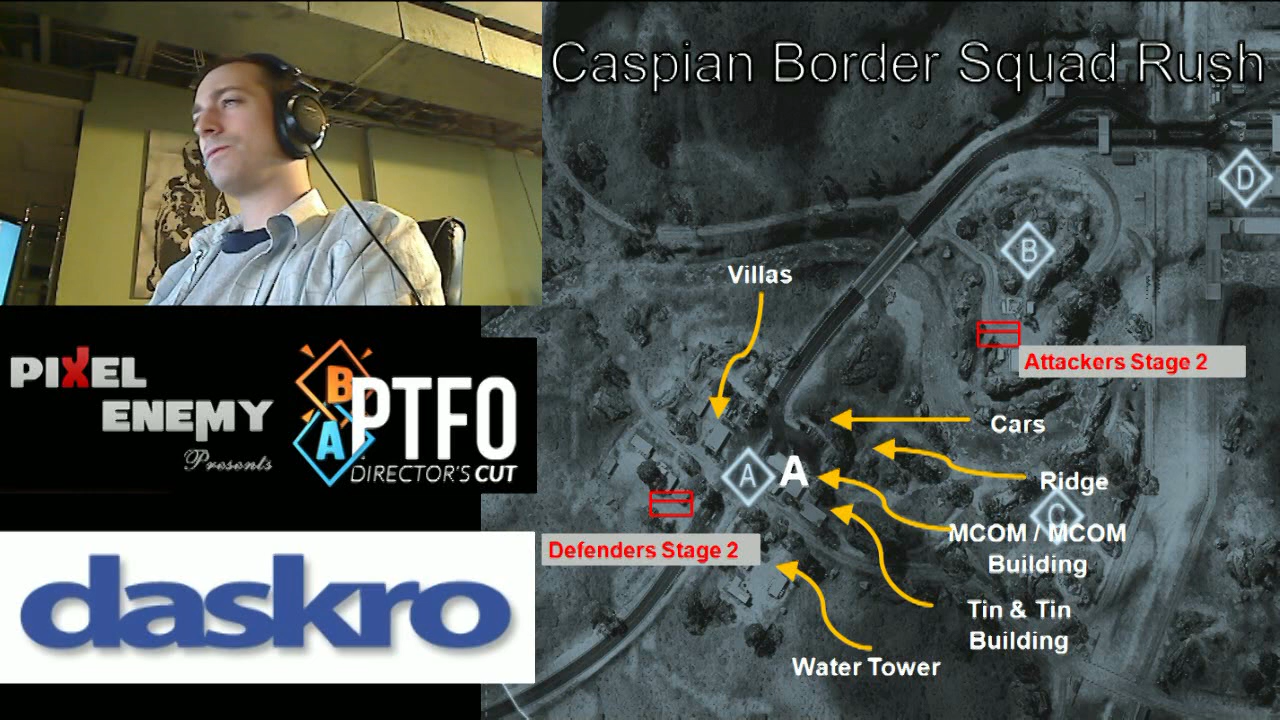 Caspian Border Squad Rush
D
B
Villas
Attackers Stage 2
PIXEL
ENEMY
Presents
B
A
PTFO
DIRECTOR'S CUT
Cars
A
A
Ridge
C
MCOM / MCOM
Building
Defenders Stage 2
Tin & Tin
Building
daskro
Water Tower